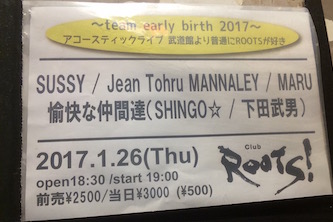 〜team early birth 2017〜
アコースティックライブ 武道館より普通にROOTSが好き
SUSSY / Jean Tohru MANNALEY / MARU
愉快な仲間達(SHINGO☆ / 下田武男)
2017.1.26(Thu)
open18:30 /start 19:00
前売¥2500/当日¥3000 (¥500)
Club
ROOTS!